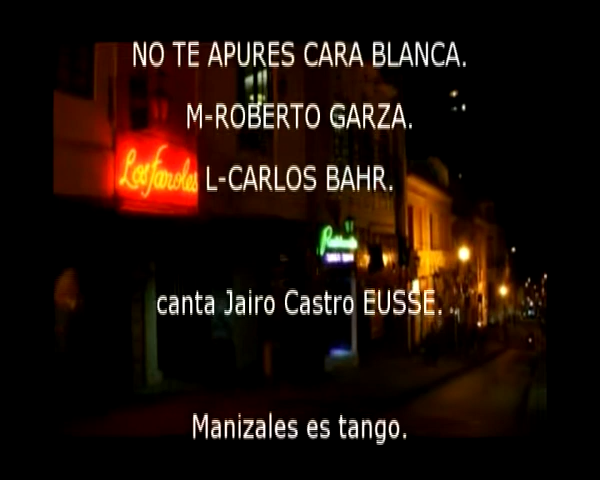 NO TE APURES CARA BLANCA.
M-ROBERTO GARZA.
Los faroles
L-CARLOS BAHR.
canta Jairo Castro EUSSE.
Manizales es tango.